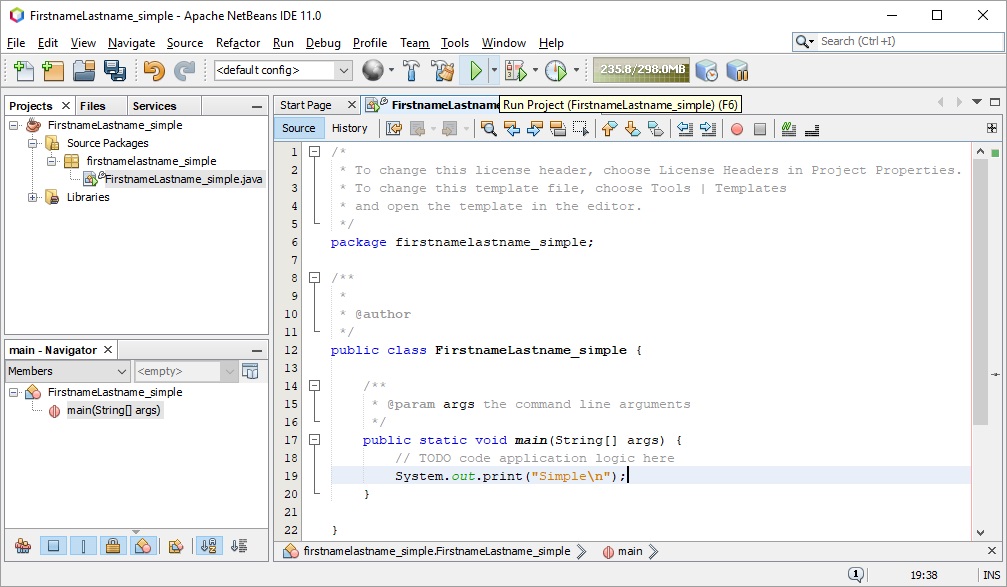 FirstnameLastname_simple - Apache NetBeans IDE 11.0
File Edit View Navigate Source Refactor Run Debug Profile Team Tools Window Help
Search (Ctrl+I)
<default config>
235.8/298.0MB
Projects Files Services
Start Page FirstnameLastname
Run Project (FirstnameLastname_simple) (F6)
FirstnameLastname_simple
Source Packages
firstnamelastname_simple
FirstnameLastname_simple.java
Libraries
Source History
1 /*
2 * To change this license header, choose License Headers in Project Properties.
3 * To change this template file, choose Tools | Templates
4 * and open the template in the editor.
5 */
6 package firstnamelastname_simple;
7
8 /**
9 *
10 * @author
11 */
12 public class FirstnameLastname_simple {
13
14 /**
15 * @param args the command line arguments
16 */
17 public static void main(String[] args) {
18 // TODO code application logic here
19 System.out.print("Simple\n");
20 }
21
22 }
main - Navigator
Members <empty>
FirstnameLastname_simple
main(String[] args)
firstnamelastname_simple.FirstnameLastname_simple main
1 19:38 INS